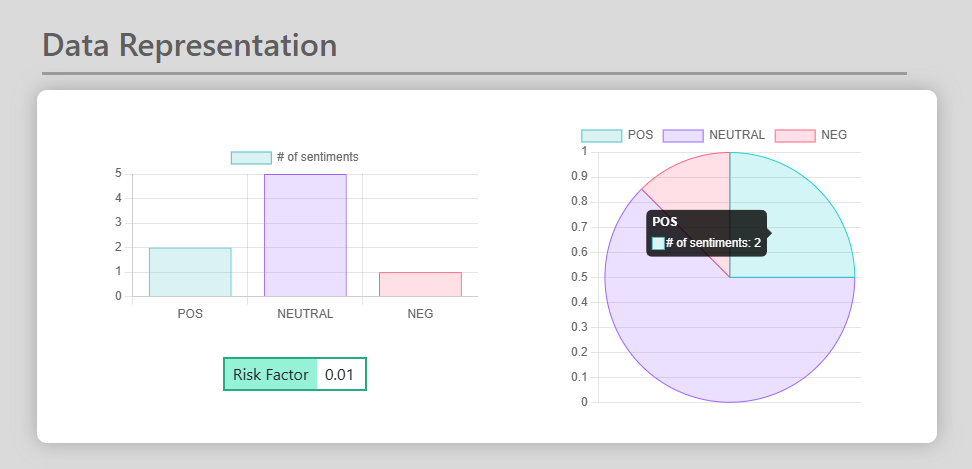 Data Representation
# of sentiments
5
4
3
2
1
0
POS NEUTRAL NEG
Risk Factor 0.01
POS NEUTRAL NEG
1
0.9
0.8
0.7
0.6
0.5
0.4
0.3
0.2
0.1
0
POS
# of sentiments: 2